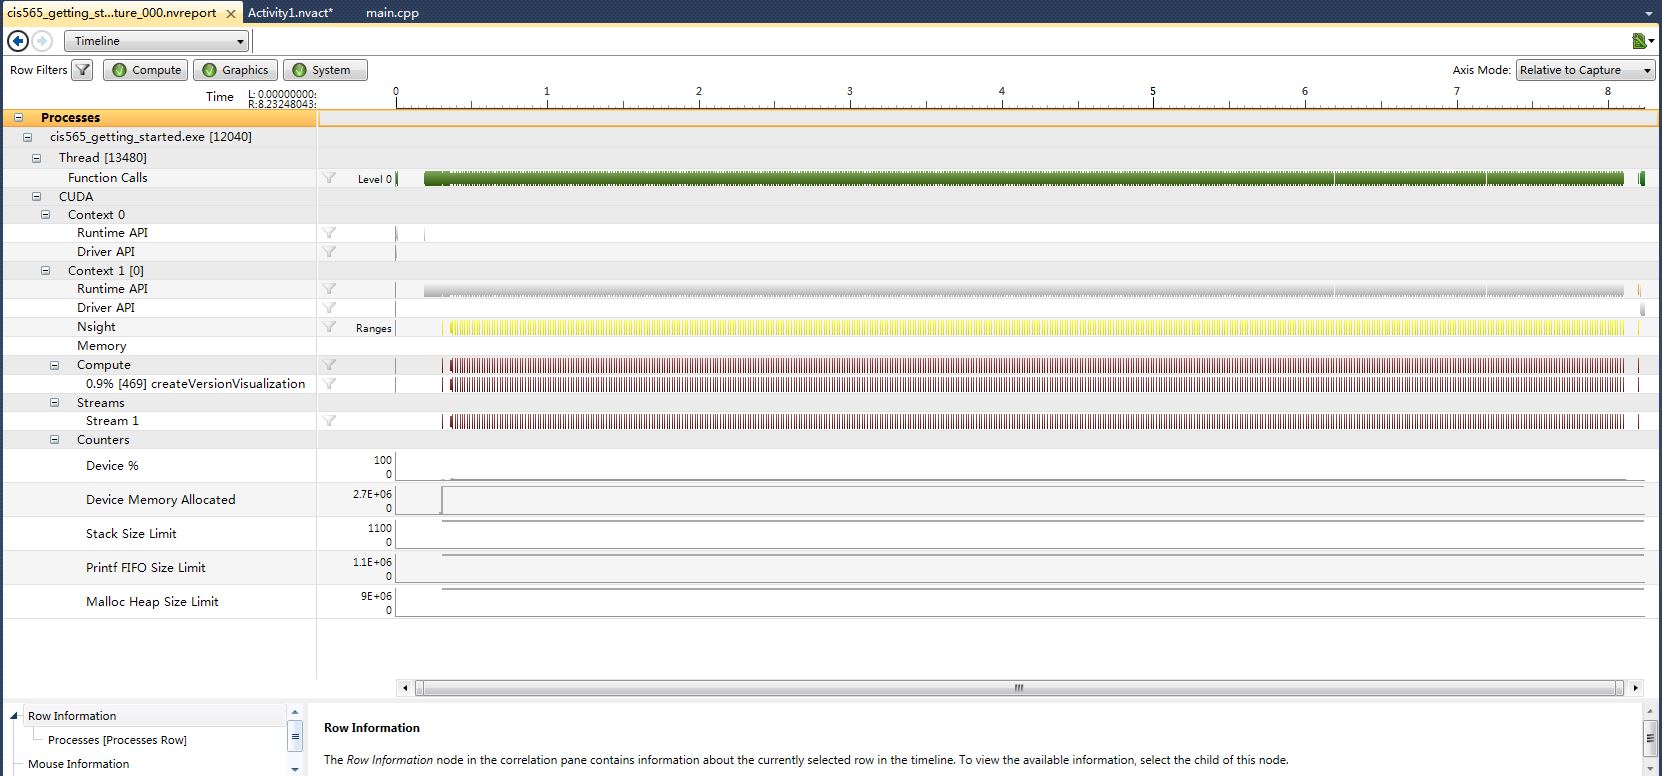 cis565_getting_st...ture_000.nvreport Activity1.nvact* main.cpp
Timeline
Row Filters Compute Graphics System Axis Mode: Relative to Capture
Time L: 0.00000000s 0 1 2 3 4 5 6 7 8
R:8.23248043s
Processes
cis565_getting_started.exe [12040]
Thread [13480]
Function Calls Level 0
CUDA
Context 0
Runtime API
Driver API
Context 1 [0]
Runtime API
Driver API
Nsight Ranges
Memory
Compute
0.9% [469] createVersionVisualization
Streams
Stream 1
Counters
Device % 100
0
Device Memory Allocated 2.7E+06
0
Stack Size Limit 1100
0
Printf FIFO Size Limit 1.1E+06
0
Malloc Heap Size Limit 9E+06
0
Row Information
Processes [Processes Row]
Mouse Information
Row Information
The Row Information node in the correlation pane contains information about the currently selected row in the timeline. To view the available information, select the child of this node.